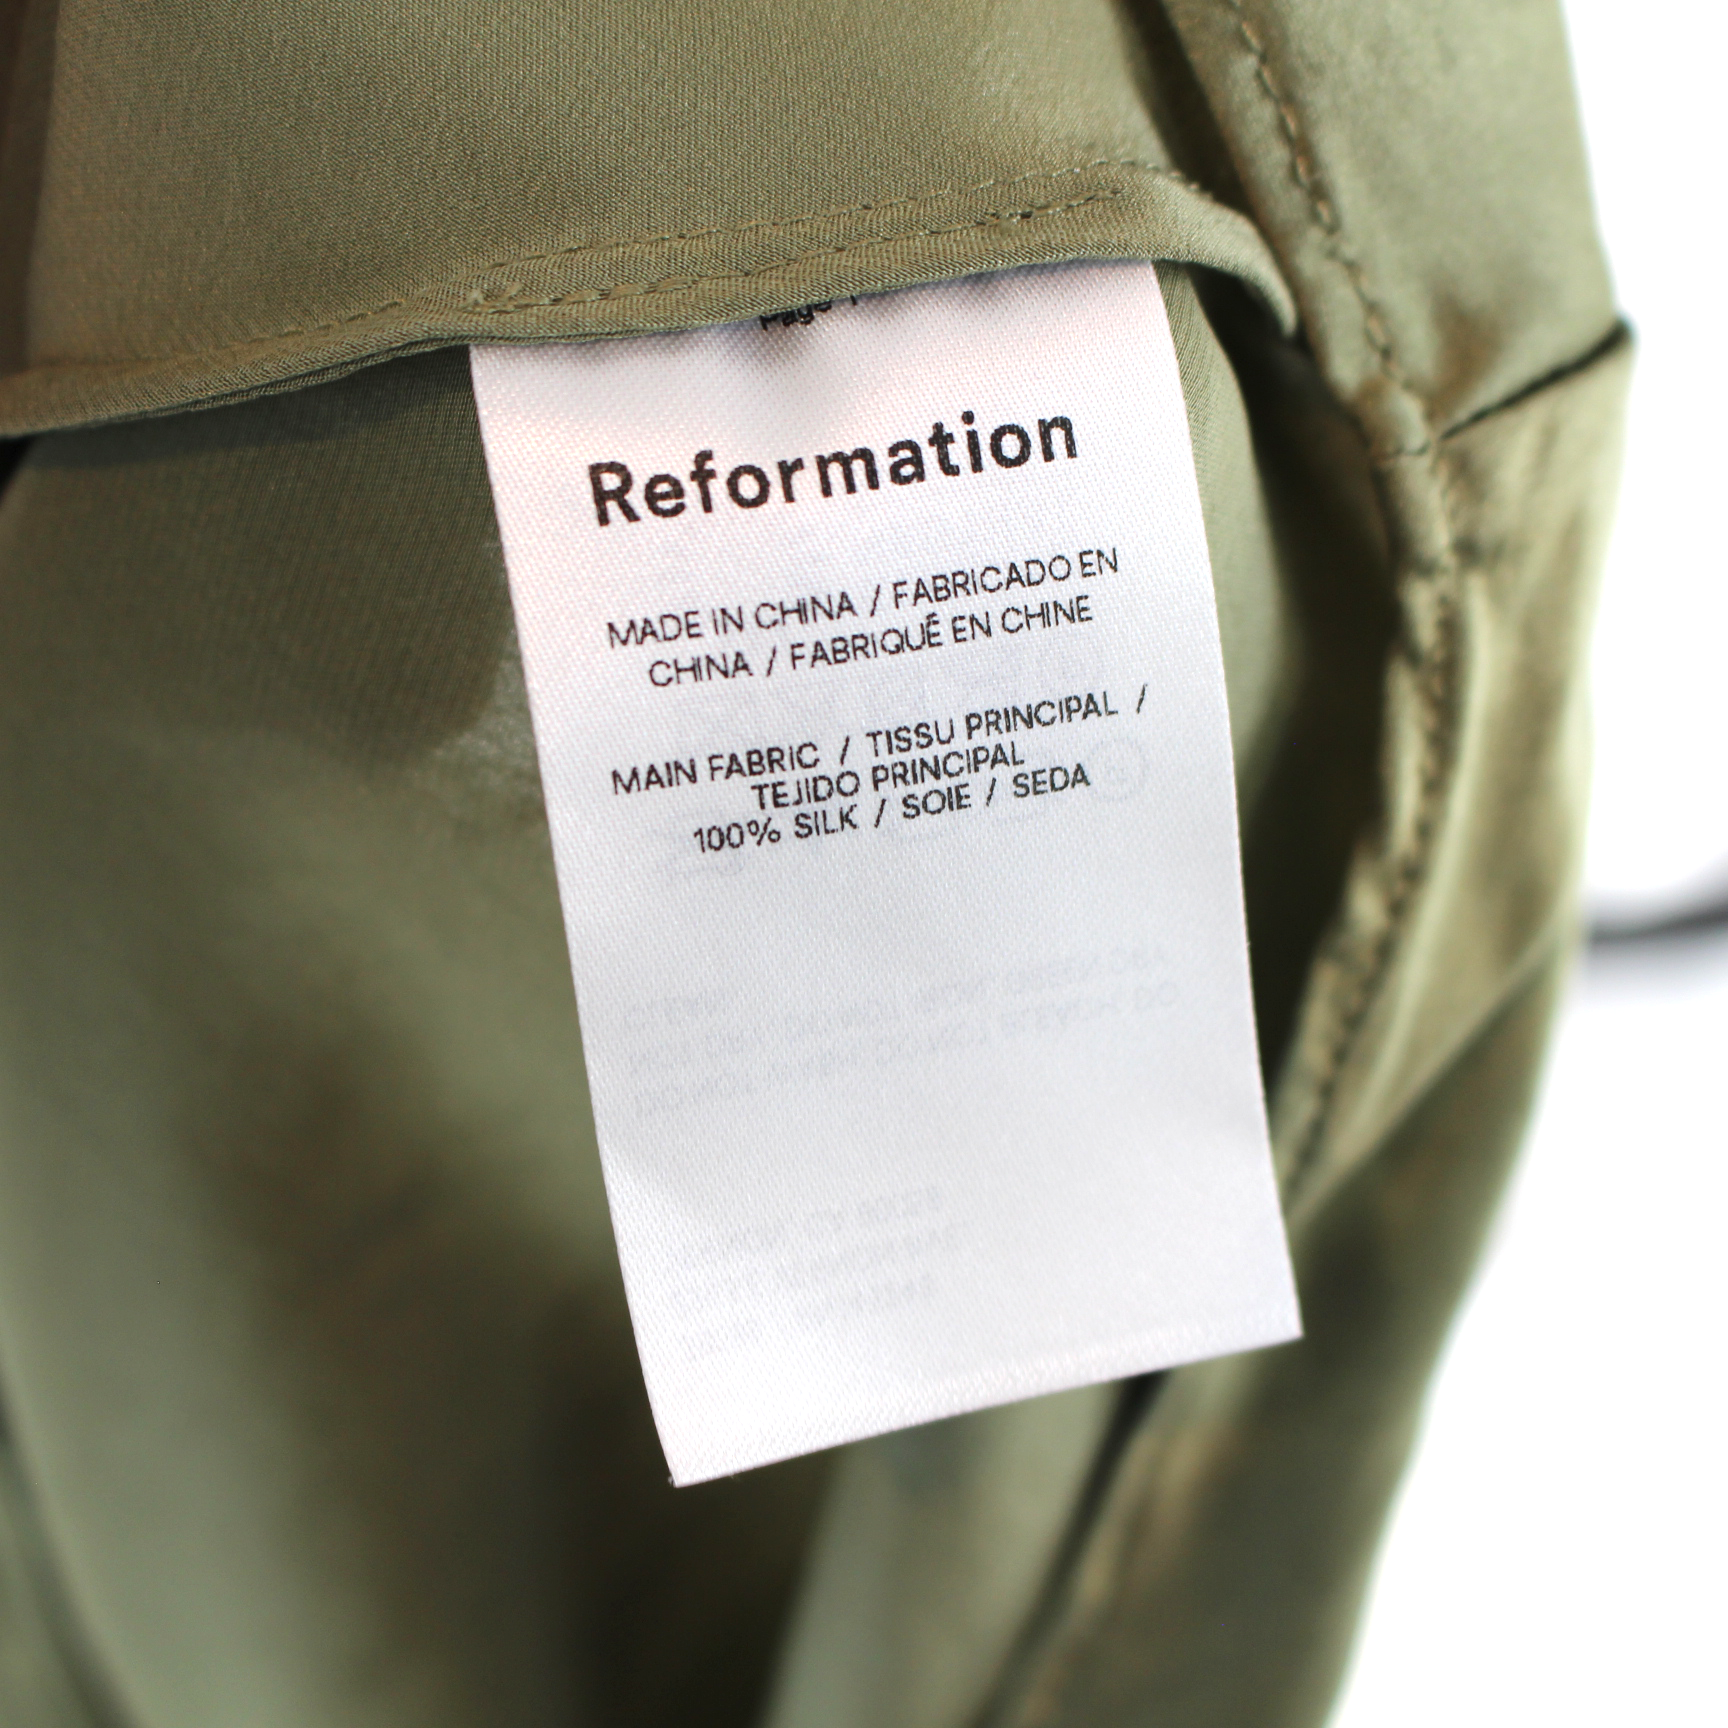 Page
Reformation
MADE IN CHINA / FABRICADO EN
CHINA / FABRIQUÉ EN CHINE
MAIN FABRIC / TISSU PRINCIPAL /
TEJIDO PRINCIPAL
100% SILK / SOIE / SEDA